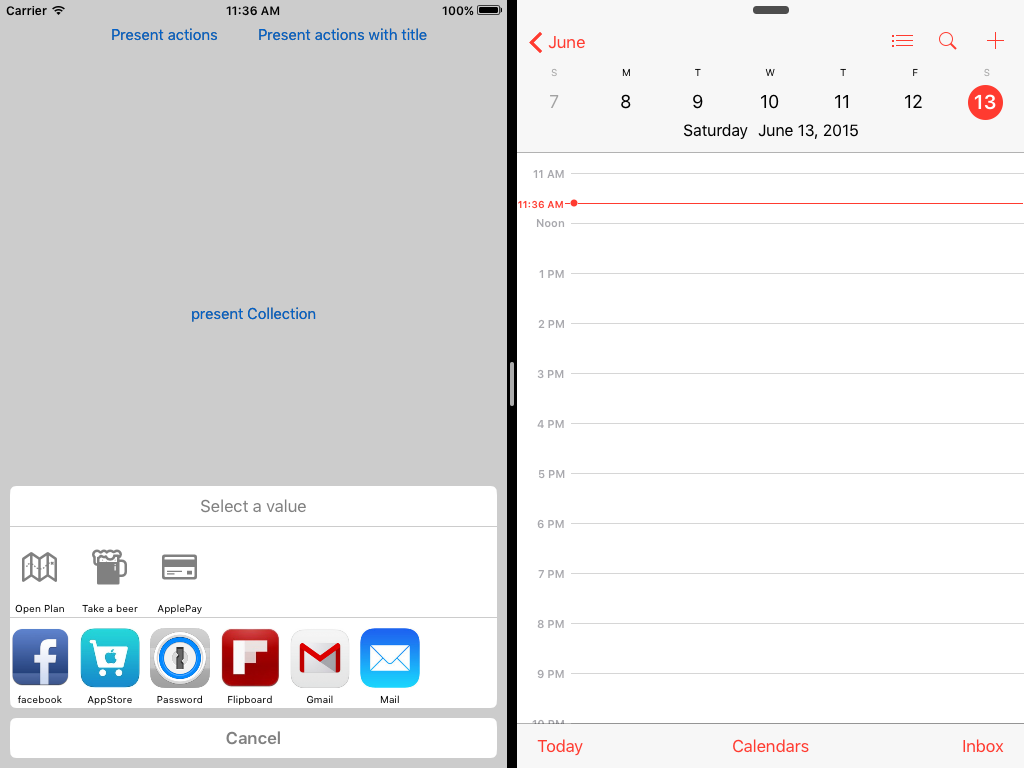 Carrier 11:36 AM 100%
Present actions Present actions with title
present Collection
Select a value
Open Plan Take a beer ApplePay
facebook AppStore Password Flipboard Gmail Mail
Cancel
June
S M T W T F S
7 8 9 10 11 12 13
Saturday June 13, 2015
11 AM
11:36 AM
Noon
1 PM
2 PM
3 PM
4 PM
5 PM
6 PM
7 PM
8 PM
9 PM
10 PM
Today Calendars Inbox